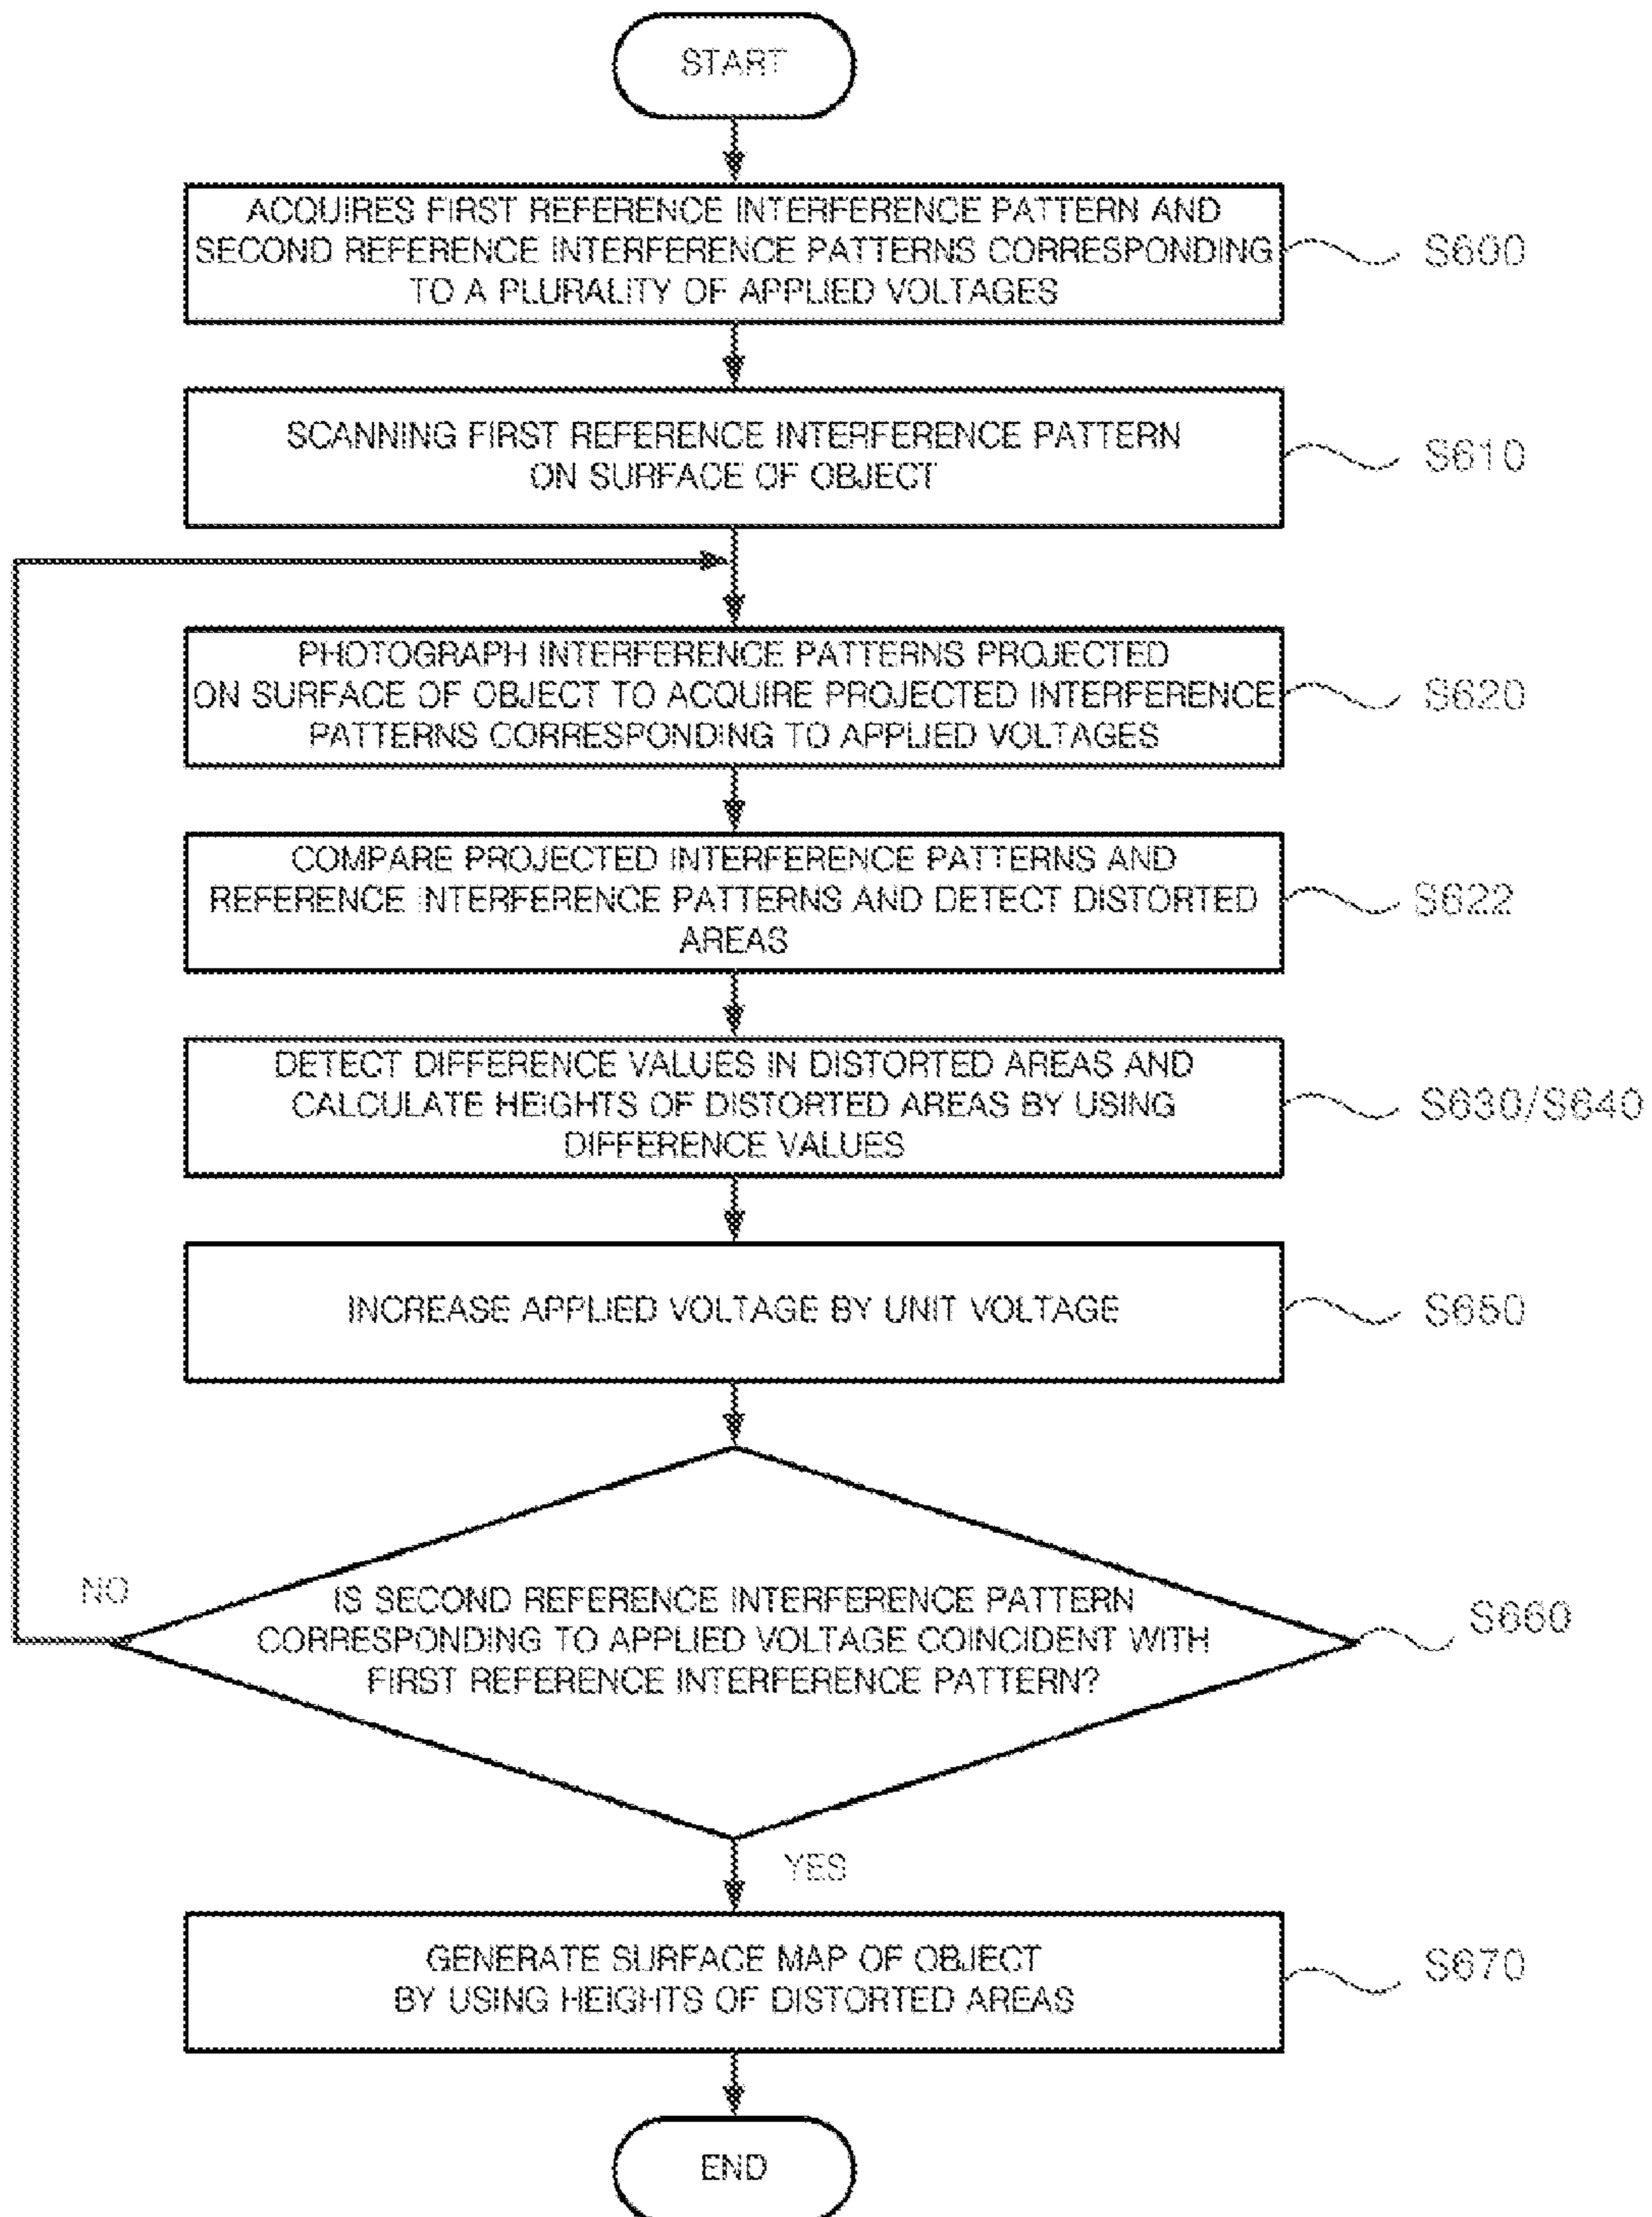 START
ACQUIRES FIRST REFERENCE INTERFERENCE PATTERN AND
SECOND REFERENCE INTERFERENCE PATTERNS CORRESPONDING
TO A PLURALITY OF APPLIED VOLTAGES
S600
SCANNING FIRST REFERENCE INTERFERENCE PATTERN
ON SURFACE OF OBJECT
S610
PHOTOGRAPH INTERFERENCE PATTERNS PROJECTED
ON SURFACE OF OBJECT TO ACQUIRE PROJECTED INTERFERENCE
PATTERNS CORRESPONDING TO APPLIED VOLTAGES
S620
COMPARE PROJECTED INTERFERENCE PATTERNS AND
REFERENCE INTERFERENCE PATTERNS AND DETECT DISTORTED
AREAS
S622
DETECT DIFFERENCE VALUES IN DISTORTED AREAS AND
CALCULATE HEIGHTS OF DISTORTED AREAS BY USING
DIFFERENCE VALUES
S630/S640
INCREASE APPLIED VOLTAGE BY UNIT VOLTAGE
S650
NO
IS SECOND REFERENCE INTERFERENCE PATTERN
CORRESPONDING TO APPLIED VOLTAGE COINCIDENT WITH
FIRST REFERENCE INTERFERENCE PATTERN?
S660
YES
GENERATE SURFACE MAP OF OBJECT
BY USING HEIGHTS OF DISTORTED AREAS
S670
END